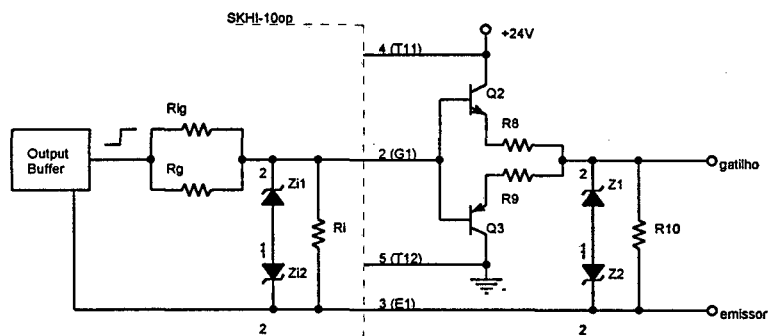 SKHI-10op
+24V
4 (T11)
Q2
Rig
R8
Output
Buffer
2 (G1)
gatilho
Rg
2
2
R9
Zi1
Z1
Ri
Q3
R10
1
1
5 (T12)
Zi2
Z2
3 (E1)
emissor
2
2